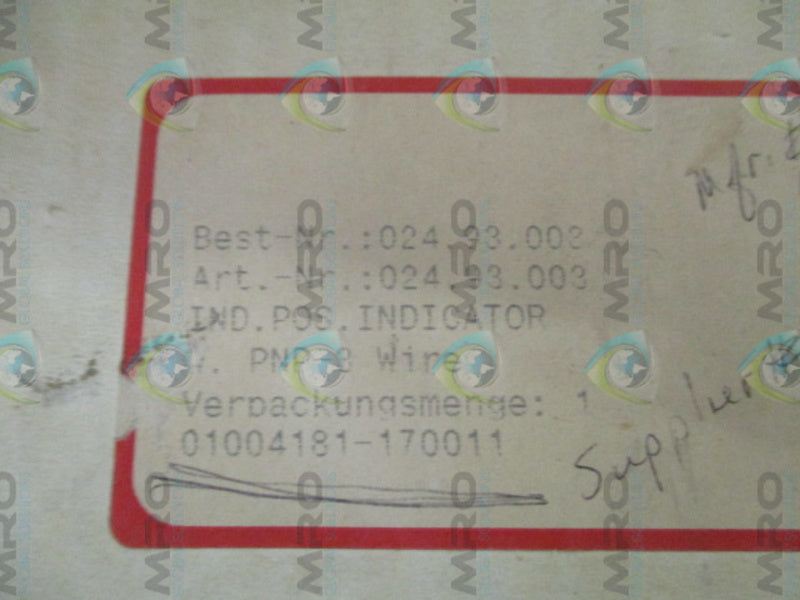 Mfr.
Best-Nr.:024.93.003
Art.-Nr.:024.93.003
IND.POS.INDICATOR
PNP-3 Wire
Verpackungsmenge: 1
01004181-170011
Supplier
MRO